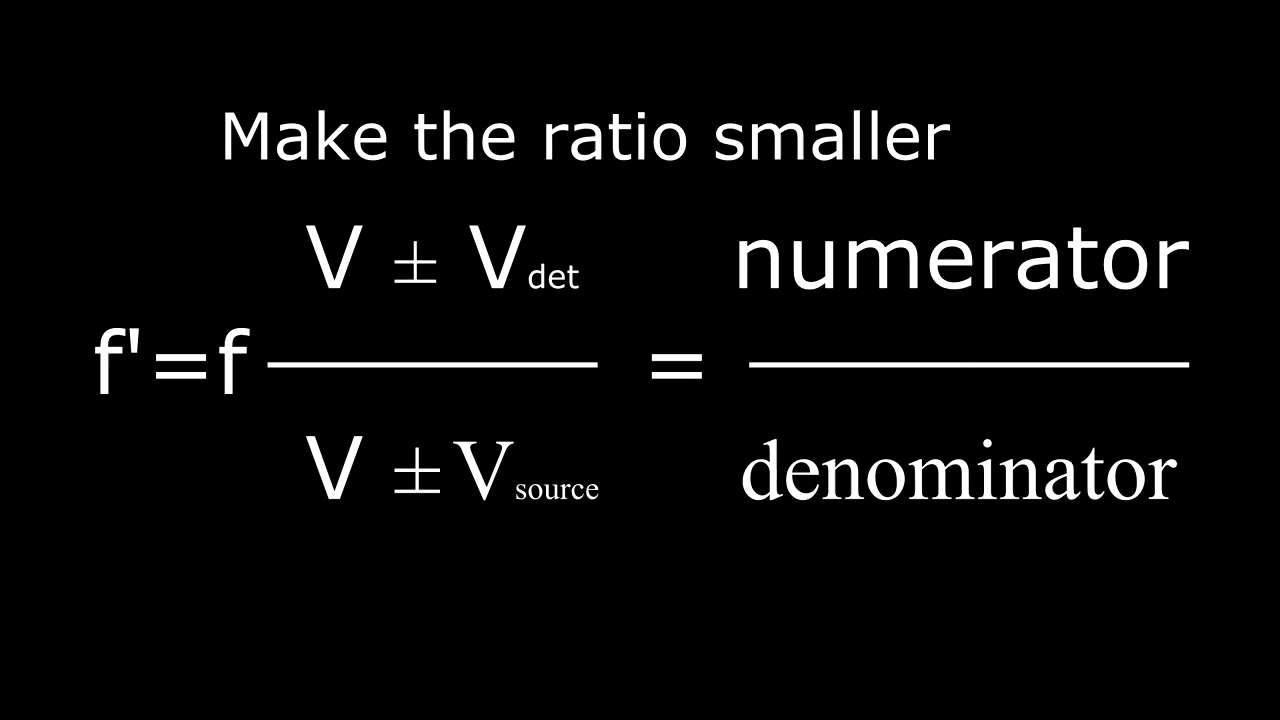 Make the ratio smaller
V ± Vdet numerator
f'=f =
V ± Vsource denominator